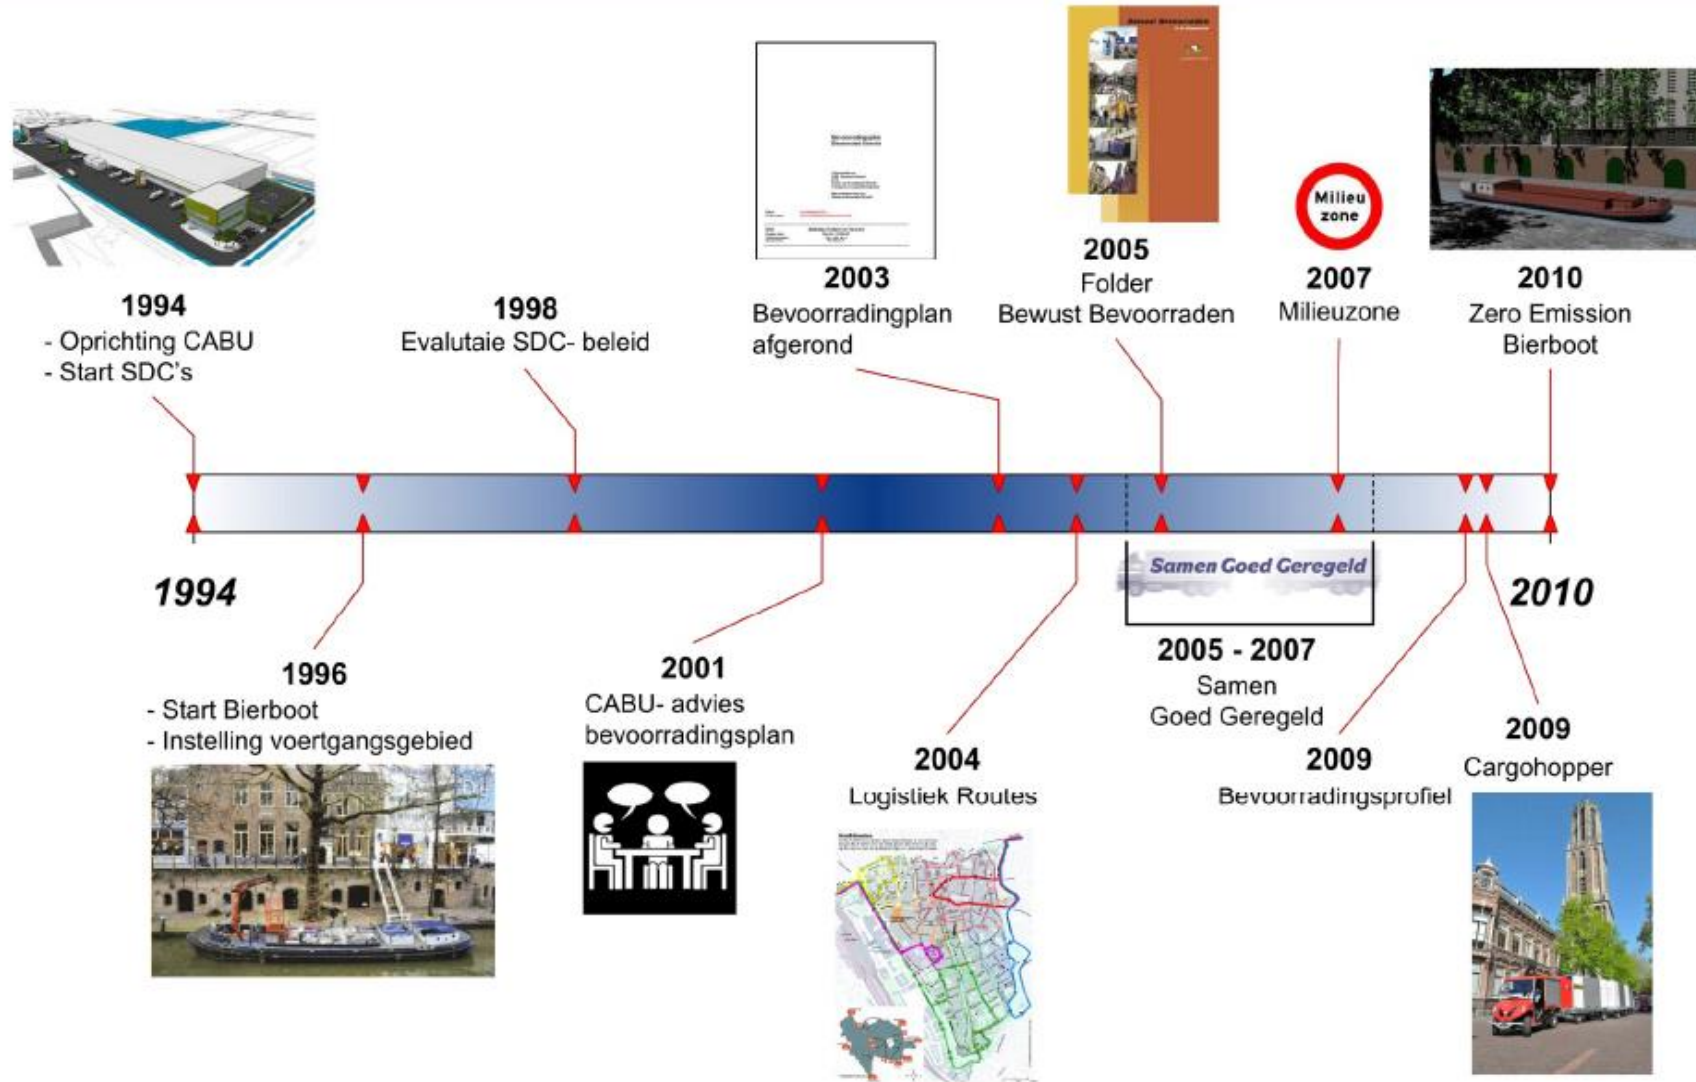 1994
- Oprichting CABU
- Start SDC's
1998
Evalutaie SDC- beleid
2003
Bevoorradingplan
afgerond
2005
Folder
Bewust Bevoorraden
Milieu
zone
2007
Milieuzone
2010
Zero Emission
Bierboot
1994
2010
1996
- Start Bierboot
- Instelling voertgangsgebied
2001
CABU- advies
bevoorradingsplan
2004
Logistiek Routes
Samen Goed Geregeld
2005 - 2007
Samen
Goed Geregeld
2009
Bevoorradingsprofiel
2009
Cargohopper